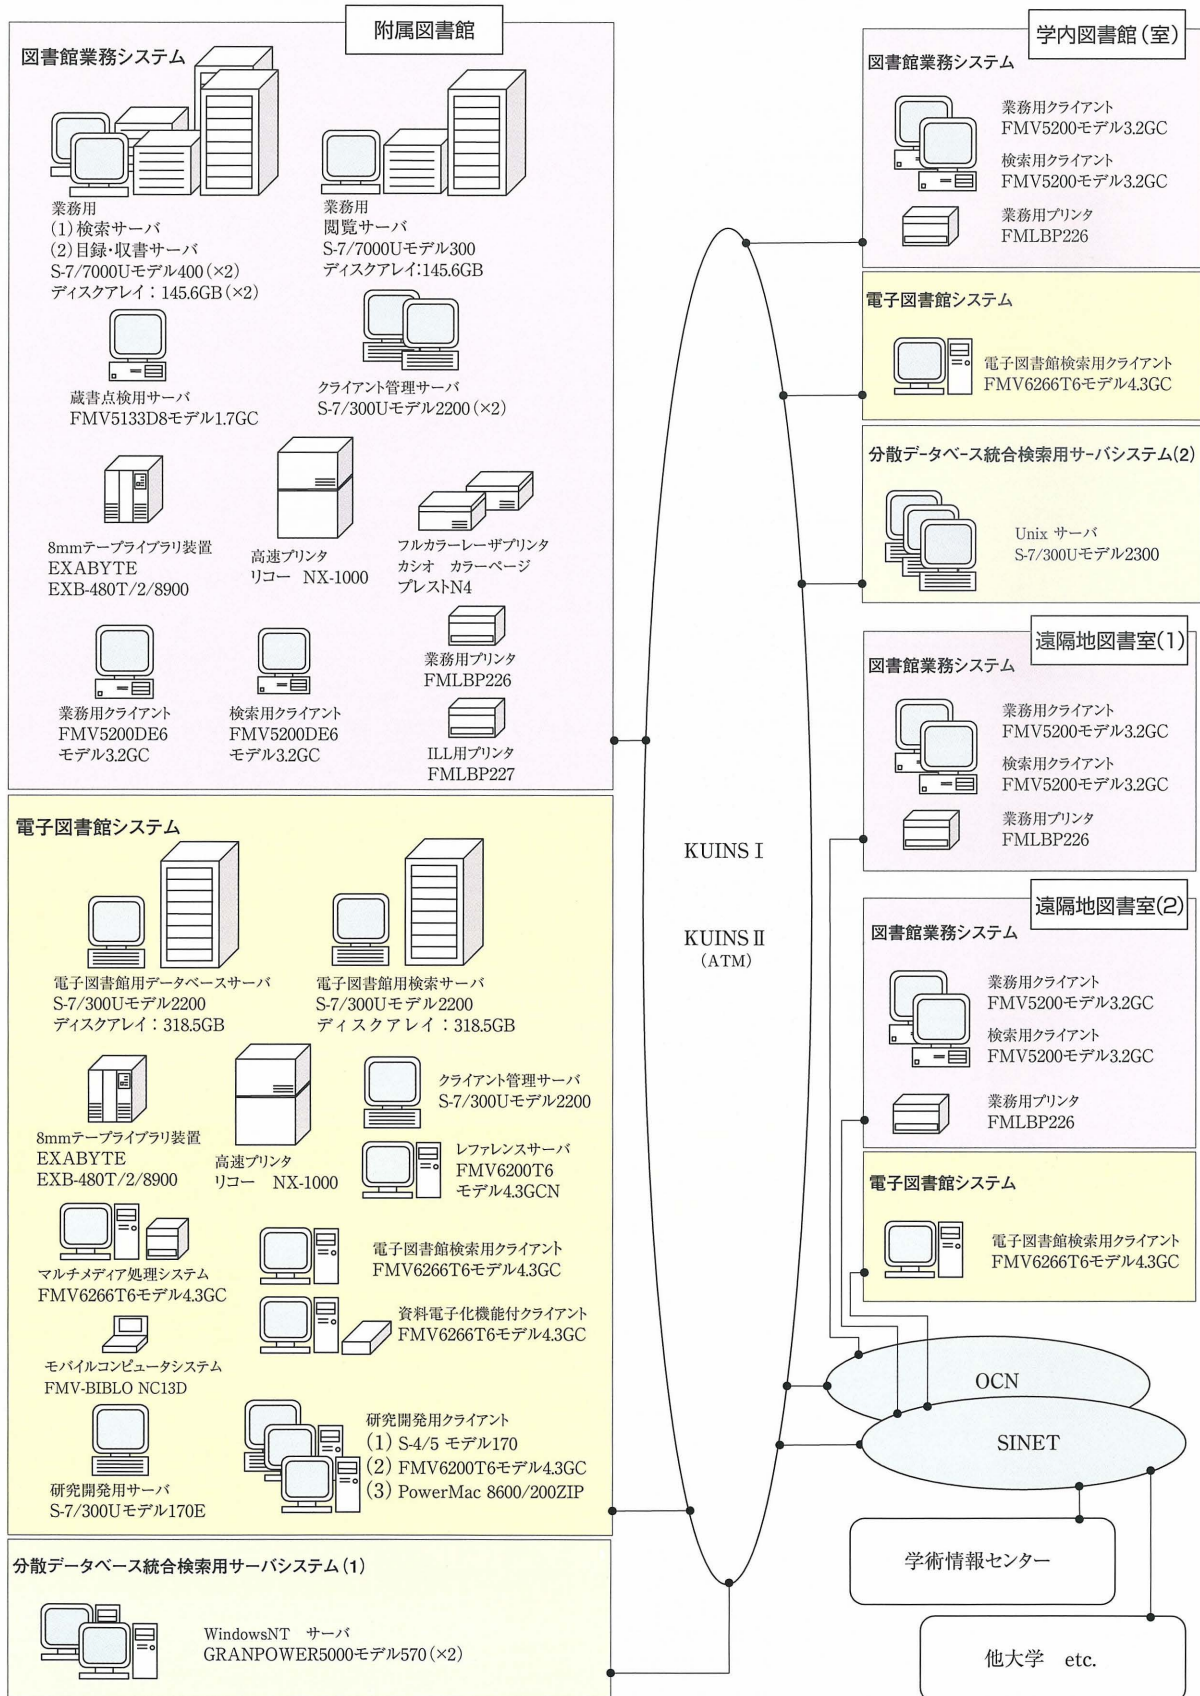 附属図書館
図書館業務システム
業務用
(1)検索サーバ
(2)目録・収書サーバ
S-7/7000Uモデル400(×2)
ディスクアレイ：145.6GB(×2)
業務用
閲覧サーバ
S-7/7000Uモデル300
ディスクアレイ:145.6GB
蔵書点検用サーバ
FMV5133D8モデル1.7GC
クライアント管理サーバ
S-7/300Uモデル2200(×2)
8mmテープライブラリ装置
EXABYTE
EXB-480T/2/8900
高速プリンタ
リコー NX-1000
フルカラーレーザプリンタ
カシオ カラーページ
プレストN4
業務用プリンタ
FMLBP226
業務用クライアント
FMV5200DE6
モデル3.2GC
検索用クライアント
FMV5200DE6
モデル3.2GC
ILL用プリンタ
FMLBP227
電子図書館システム
電子図書館用データベースサーバ
S-7/300Uモデル2200
ディスクアレイ：318.5GB
電子図書館用検索サーバ
S-7/300Uモデル2200
ディスクアレイ：318.5GB
8mmテープライブラリ装置
EXABYTE
EXB-480T/2/8900
高速プリンタ
リコー NX-1000
クライアント管理サーバ
S-7/300Uモデル2200
レファレンスサーバ
FMV6200T6
モデル4.3GCN
マルチメディア処理システム
FMV6266T6モデル4.3GC
電子図書館検索用クライアント
FMV6266T6モデル4.3GC
資料電子化機能付クライアント
FMV6266T6モデル4.3GC
モバイルコンピュータシステム
FMV-BIBLO NC13D
研究開発用サーバ
S-7/300Uモデル170E
研究開発用クライアント
(1) S-4/5 モデル170
(2) FMV6200T6モデル4.3GC
(3) PowerMac 8600/200ZIP
分散データベース統合検索用サーバシステム(1)
WindowsNT サーバ
GRANPOWER5000モデル570(×2)
KUINS I
KUINS II
(ATM)
学内図書館(室)
図書館業務システム
業務用クライアント
FMV5200モデル3.2GC
検索用クライアント
FMV5200モデル3.2GC
業務用プリンタ
FMLBP226
電子図書館システム
電子図書館検索用クライアント
FMV6266T6モデル4.3GC
分散データベース統合検索用サーバシステム(2)
Unix サーバ
S-7/300Uモデル2300
遠隔地図書室(1)
図書館業務システム
業務用クライアント
FMV5200モデル3.2GC
検索用クライアント
FMV5200モデル3.2GC
業務用プリンタ
FMLBP226
遠隔地図書室(2)
図書館業務システム
業務用クライアント
FMV5200モデル3.2GC
検索用クライアント
FMV5200モデル3.2GC
業務用プリンタ
FMLBP226
電子図書館システム
電子図書館検索用クライアント
FMV6266T6モデル4.3GC
OCN
SINET
学術情報センター
他大学 etc.